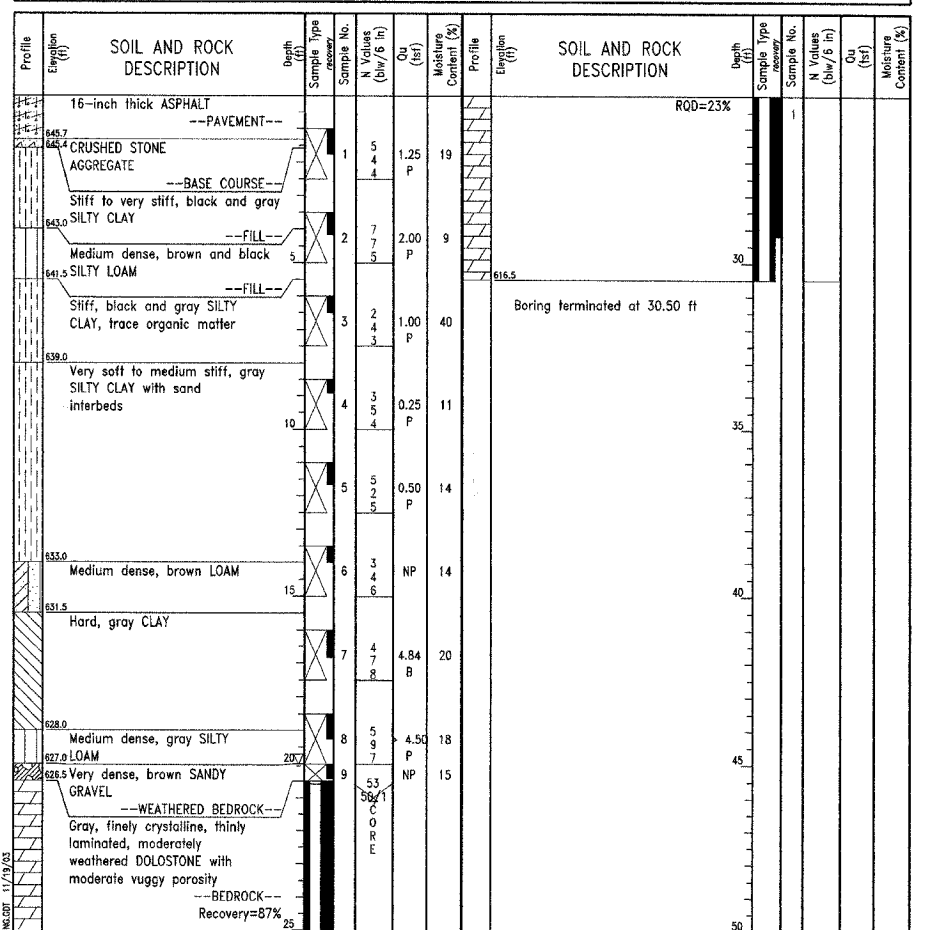 Profile
Elevation (ft)
SOIL AND ROCK
DESCRIPTION
Depth (ft)
Sample Type
recovery
Sample No.
N Values (blw/6 in)
Qu (tsf)
Moisture Content (%)
Profile
Elevation (ft)
SOIL AND ROCK
DESCRIPTION
Depth (ft)
Sample Type
recovery
Sample No.
N Values (blw/6 in)
Qu (tsf)
Moisture Content (%)
16-inch thick ASPHALT
--PAVEMENT--
645.7
645.4 CRUSHED STONE
AGGREGATE
--BASE COURSE--
1
5
4
4
1.25
P
19
Stiff to very stiff, black and gray
SILTY CLAY
643.0
--FILL--
Medium dense, brown and black
SILTY LOAM
5
2
7
7
5
2.00
P
9
641.5
--FILL--
Stiff, black and gray SILTY
CLAY, trace organic matter
3
2
4
3
1.00
P
40
639.0
Very soft to medium stiff, gray
SILTY CLAY with sand
interbeds
10
4
3
5
4
0.25
P
11
5
5
2
5
0.50
P
14
633.0
Medium dense, brown LOAM
15
6
3
4
6
NP
14
631.5
Hard, gray CLAY
7
4
7
8
4.84
B
20
628.0
Medium dense, gray SILTY
627.0 LOAM
20
8
5
9
7
4.50
P
18
626.5 Very dense, brown SANDY
GRAVEL
9
53
50/1
NP
15
--WEATHERED BEDROCK--
Gray, finely crystalline, thinly
laminated, moderately
weathered DOLOSTONE with
moderate vuggy porosity
--BEDROCK--
Recovery=87%
25
C
O
R
E
NG.GDT 11/19/03
RQD=23%
1
30
616.5
Boring terminated at 30.50 ft
35
40
45
50